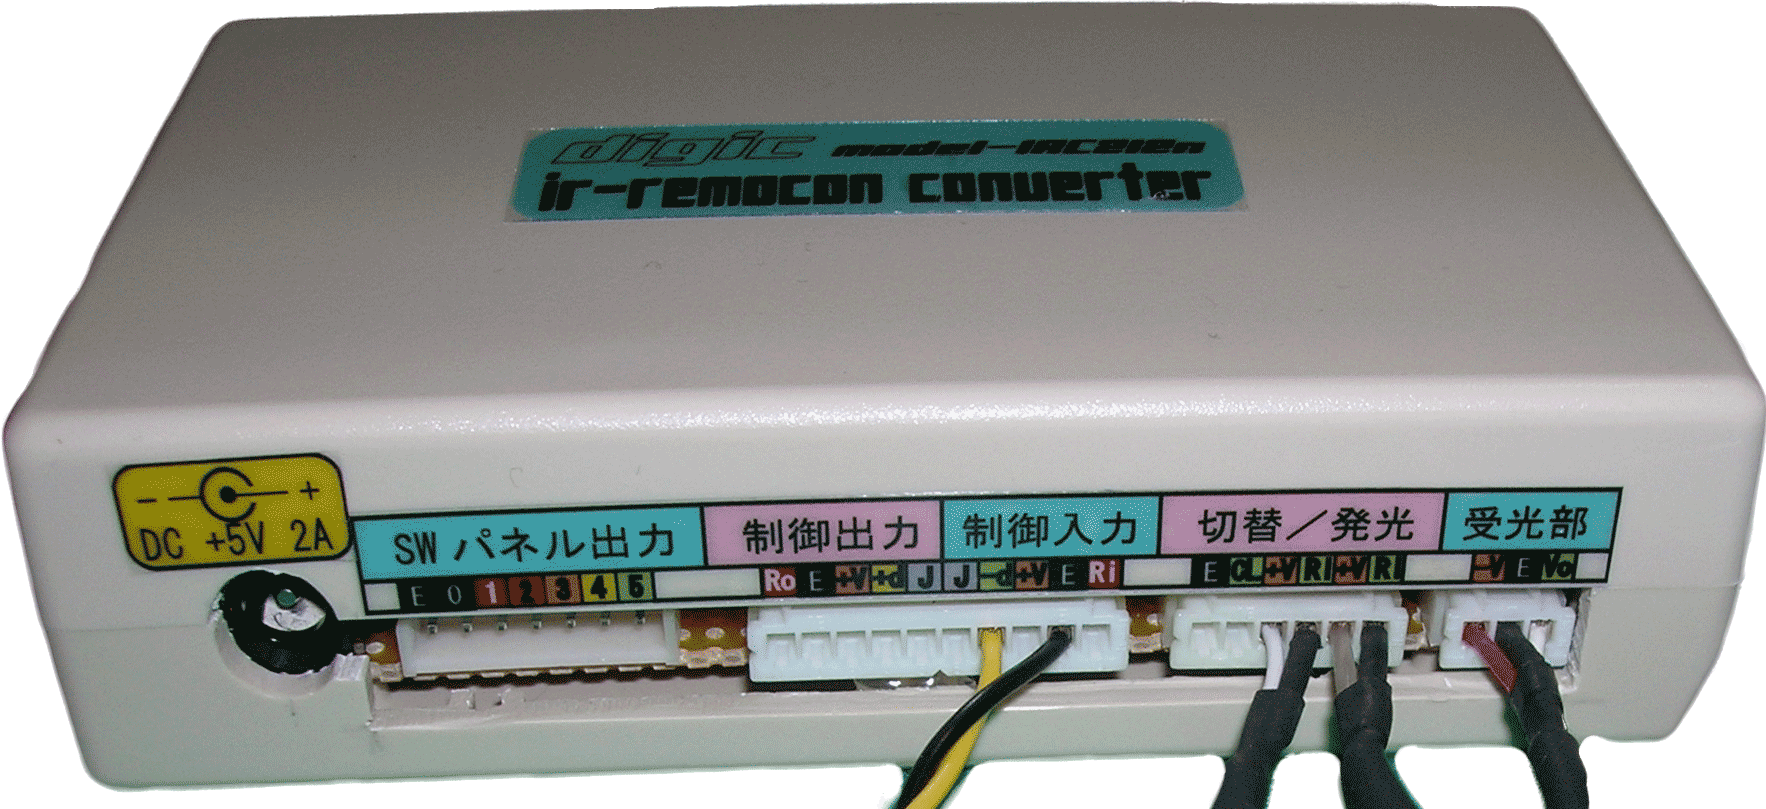 digic model-IRC212n
ir-remocon converter
- +
DC +5V 2A
SW パネル出力 制御出力 制御入力 切替／発光 受光部
E 0 1 2 3 4 5 Ro E +V +d J J -d +V E Ri E CL +V RI +V RI -V E Vo